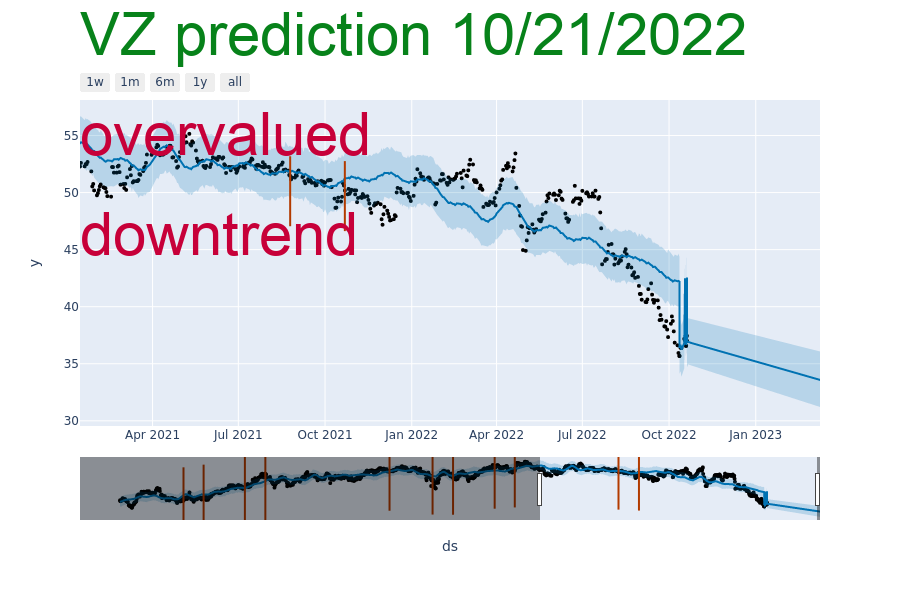 VZ prediction 10/21/2022
1w 1m 6m 1y all
overvalued
downtrend
y
55
50
45
40
35
30
Apr 2021 Jul 2021 Oct 2021 Jan 2022 Apr 2022 Jul 2022 Oct 2022 Jan 2023
ds